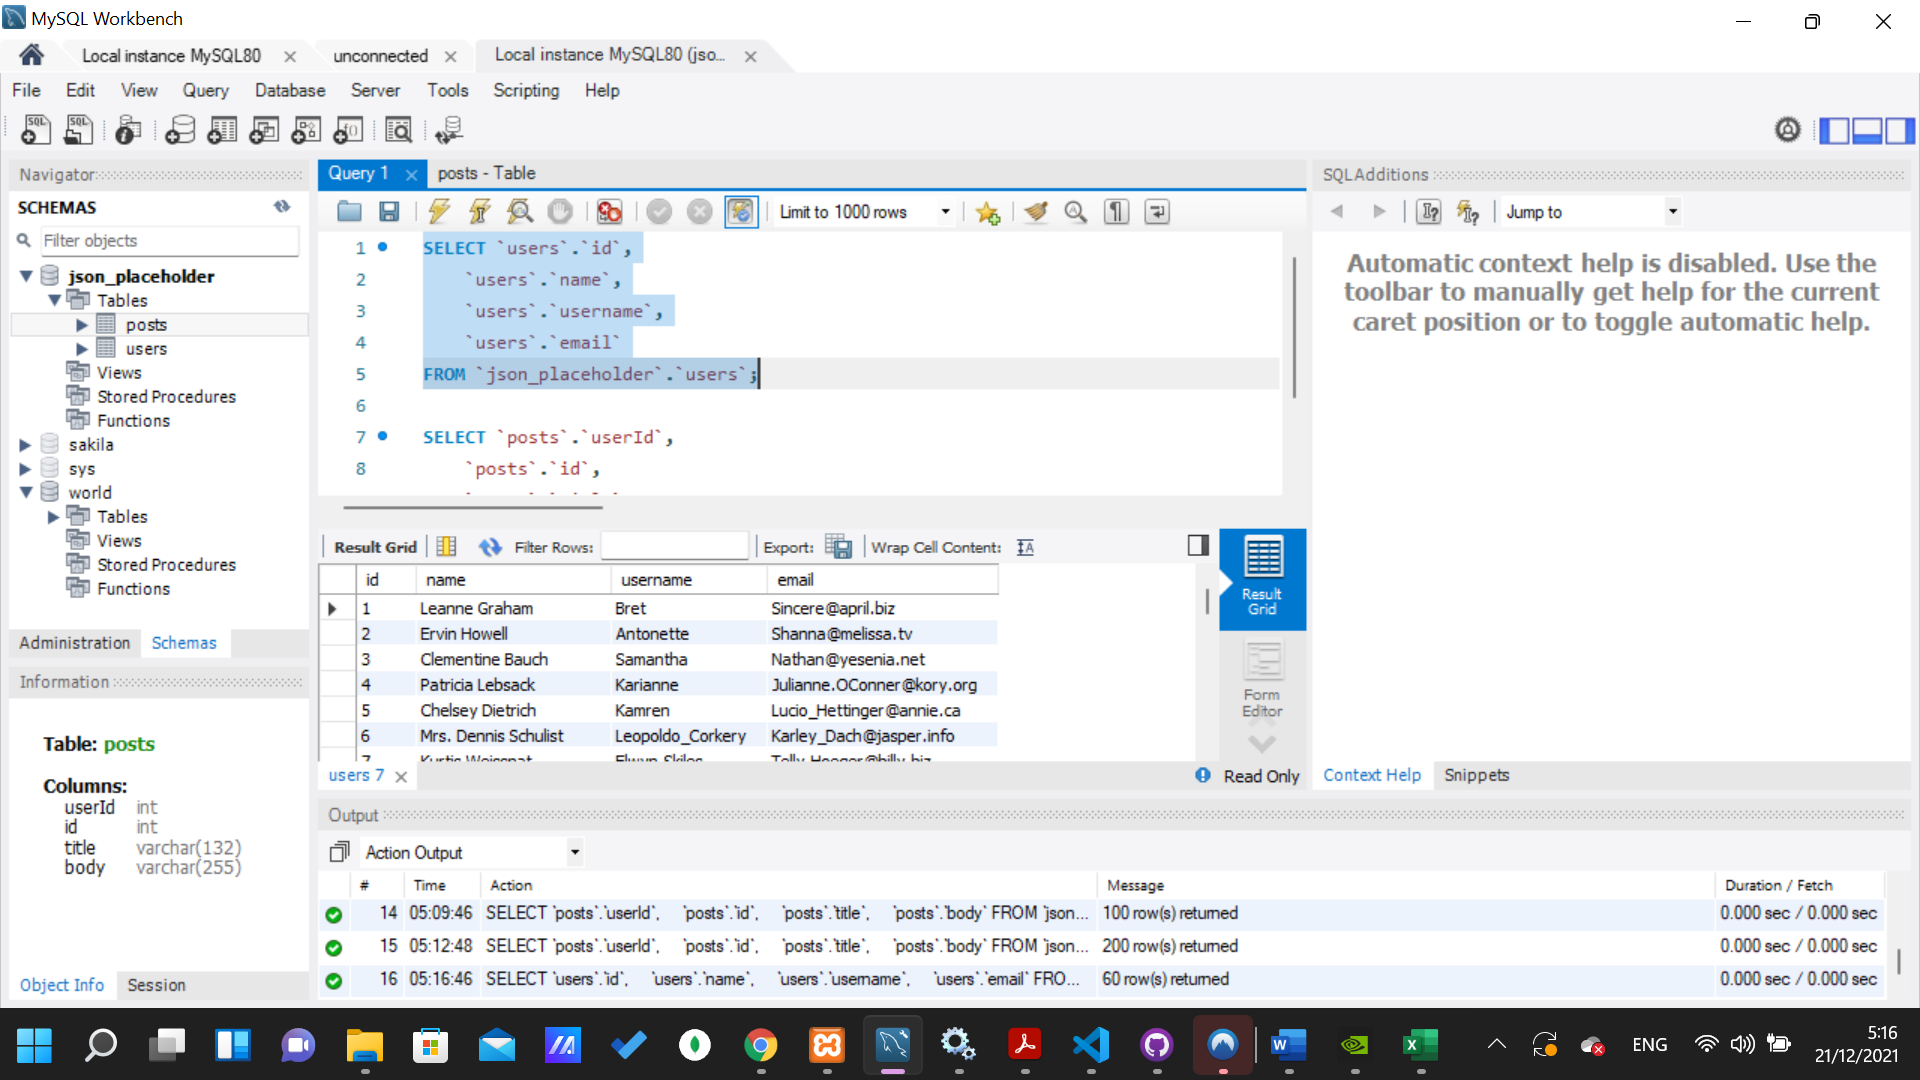 MySQL Workbench
Local instance MySQL80
unconnected
Local instance MySQL80 (jso...
File Edit View Query Database Server Tools Scripting Help
Navigator
SCHEMAS
Filter objects
json_placeholder
Tables
posts
users
Views
Stored Procedures
Functions
sakila
sys
world
Tables
Views
Stored Procedures
Functions
Administration Schemas
Information
Table: posts
Columns:
userId int
id int
title varchar(132)
body varchar(255)
Object Info Session
Query 1
posts - Table
Limit to 1000 rows
1 SELECT `users`.`id`,
2 `users`.`name`,
3 `users`.`username`,
4 `users`.`email`
5 FROM `json_placeholder`.`users`;
6
7 SELECT `posts`.`userId`,
8 `posts`.`id`,
Result Grid Filter Rows: Export: Wrap Cell Content:
id name username email
1 Leanne Graham Bret Sincere@april.biz
2 Ervin Howell Antonette Shanna@melissa.tv
3 Clementine Bauch Samantha Nathan@yesenia.net
4 Patricia Lebsack Karianne Julianne.OConner@kory.org
5 Chelsey Dietrich Kamren Lucio_Hettinger@annie.ca
6 Mrs. Dennis Schulist Leopoldo_Corkery Karley_Dach@jasper.info
7 Kurtis Weissnat Elwyn.Skiles Telly.Hoeger@billy.biz
Result
Grid
Form
Editor
users 7
Read Only
SQLAdditions
Jump to
Automatic context help is disabled. Use the
toolbar to manually get help for the current
caret position or to toggle automatic help.
Context Help Snippets
Output
Action Output
# Time Action Message Duration / Fetch
14 05:09:46 SELECT `posts`.`userId`, `posts`.`id`, `posts`.`title`, `posts`.`body` FROM `json... 100 row(s) returned 0.000 sec / 0.000 sec
15 05:12:48 SELECT `posts`.`userId`, `posts`.`id`, `posts`.`title`, `posts`.`body` FROM `json... 200 row(s) returned 0.000 sec / 0.000 sec
16 05:16:46 SELECT `users`.`id`, `users`.`name`, `users`.`username`, `users`.`email` FRO... 60 row(s) returned 0.000 sec / 0.000 sec
ENG
5:16
21/12/2021